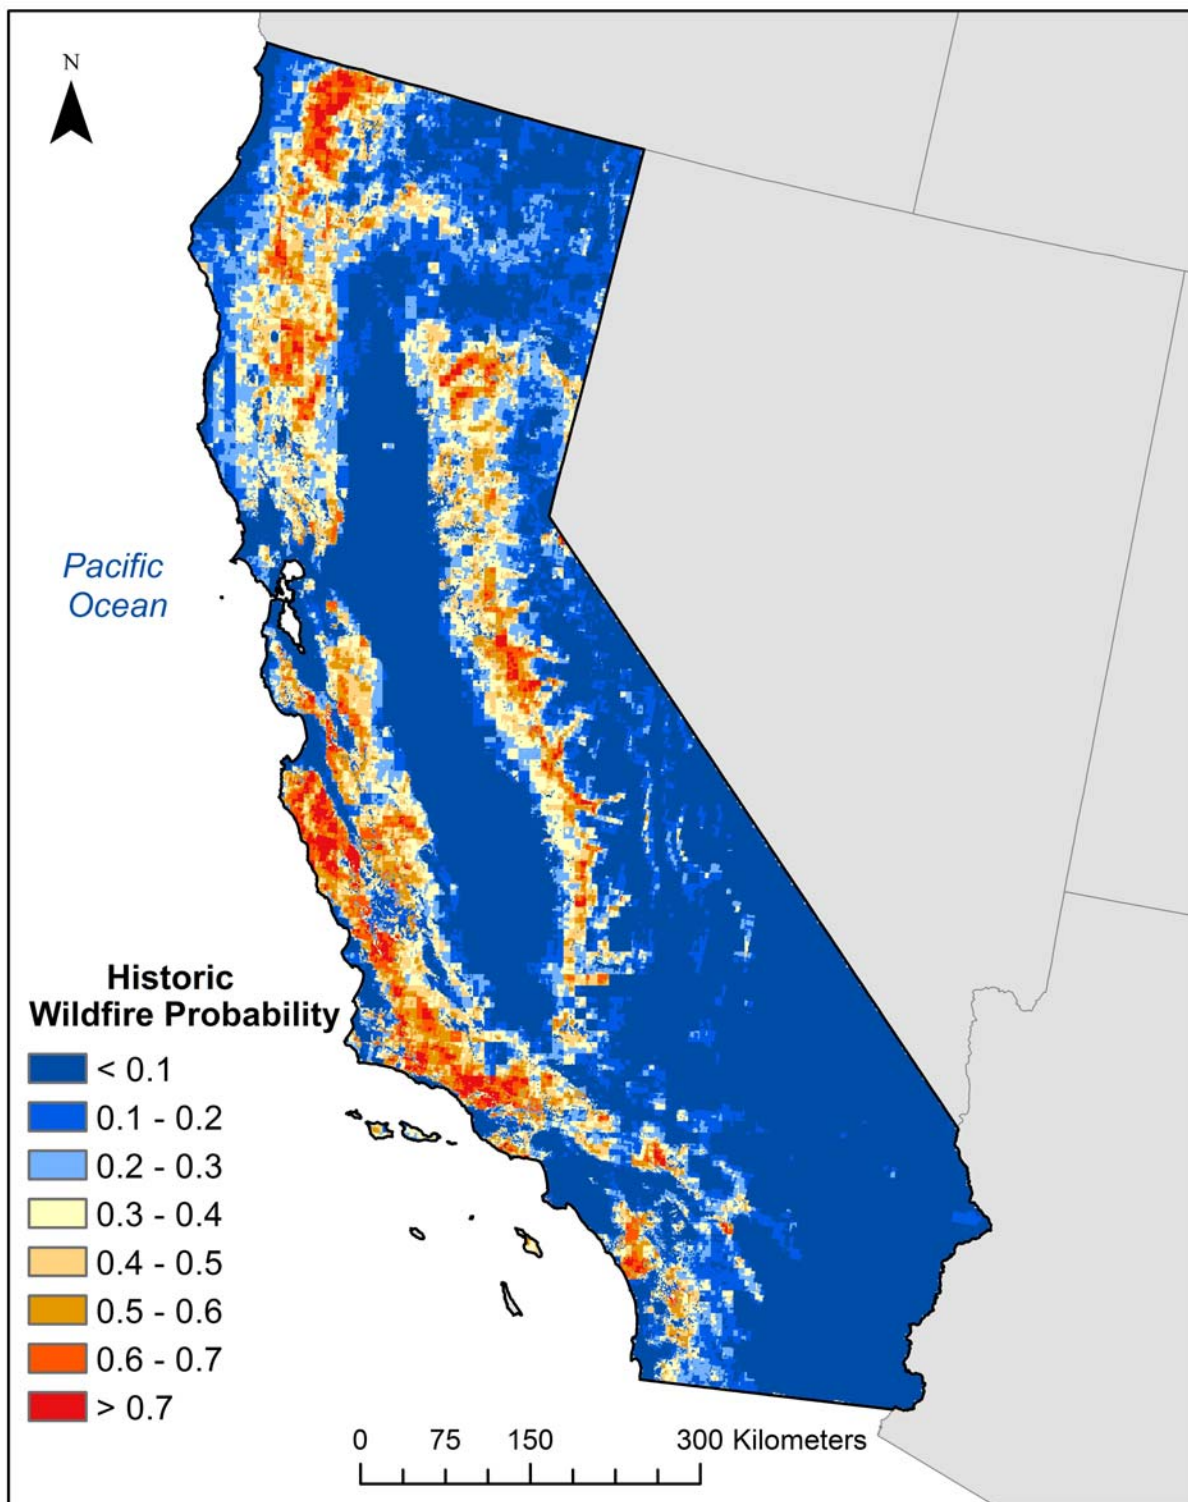 N
Pacific
Ocean
Historic
Wildfire Probability
< 0.1
0.1 - 0.2
0.2 - 0.3
0.3 - 0.4
0.4 - 0.5
0.5 - 0.6
0.6 - 0.7
> 0.7
0 75 150 300 Kilometers